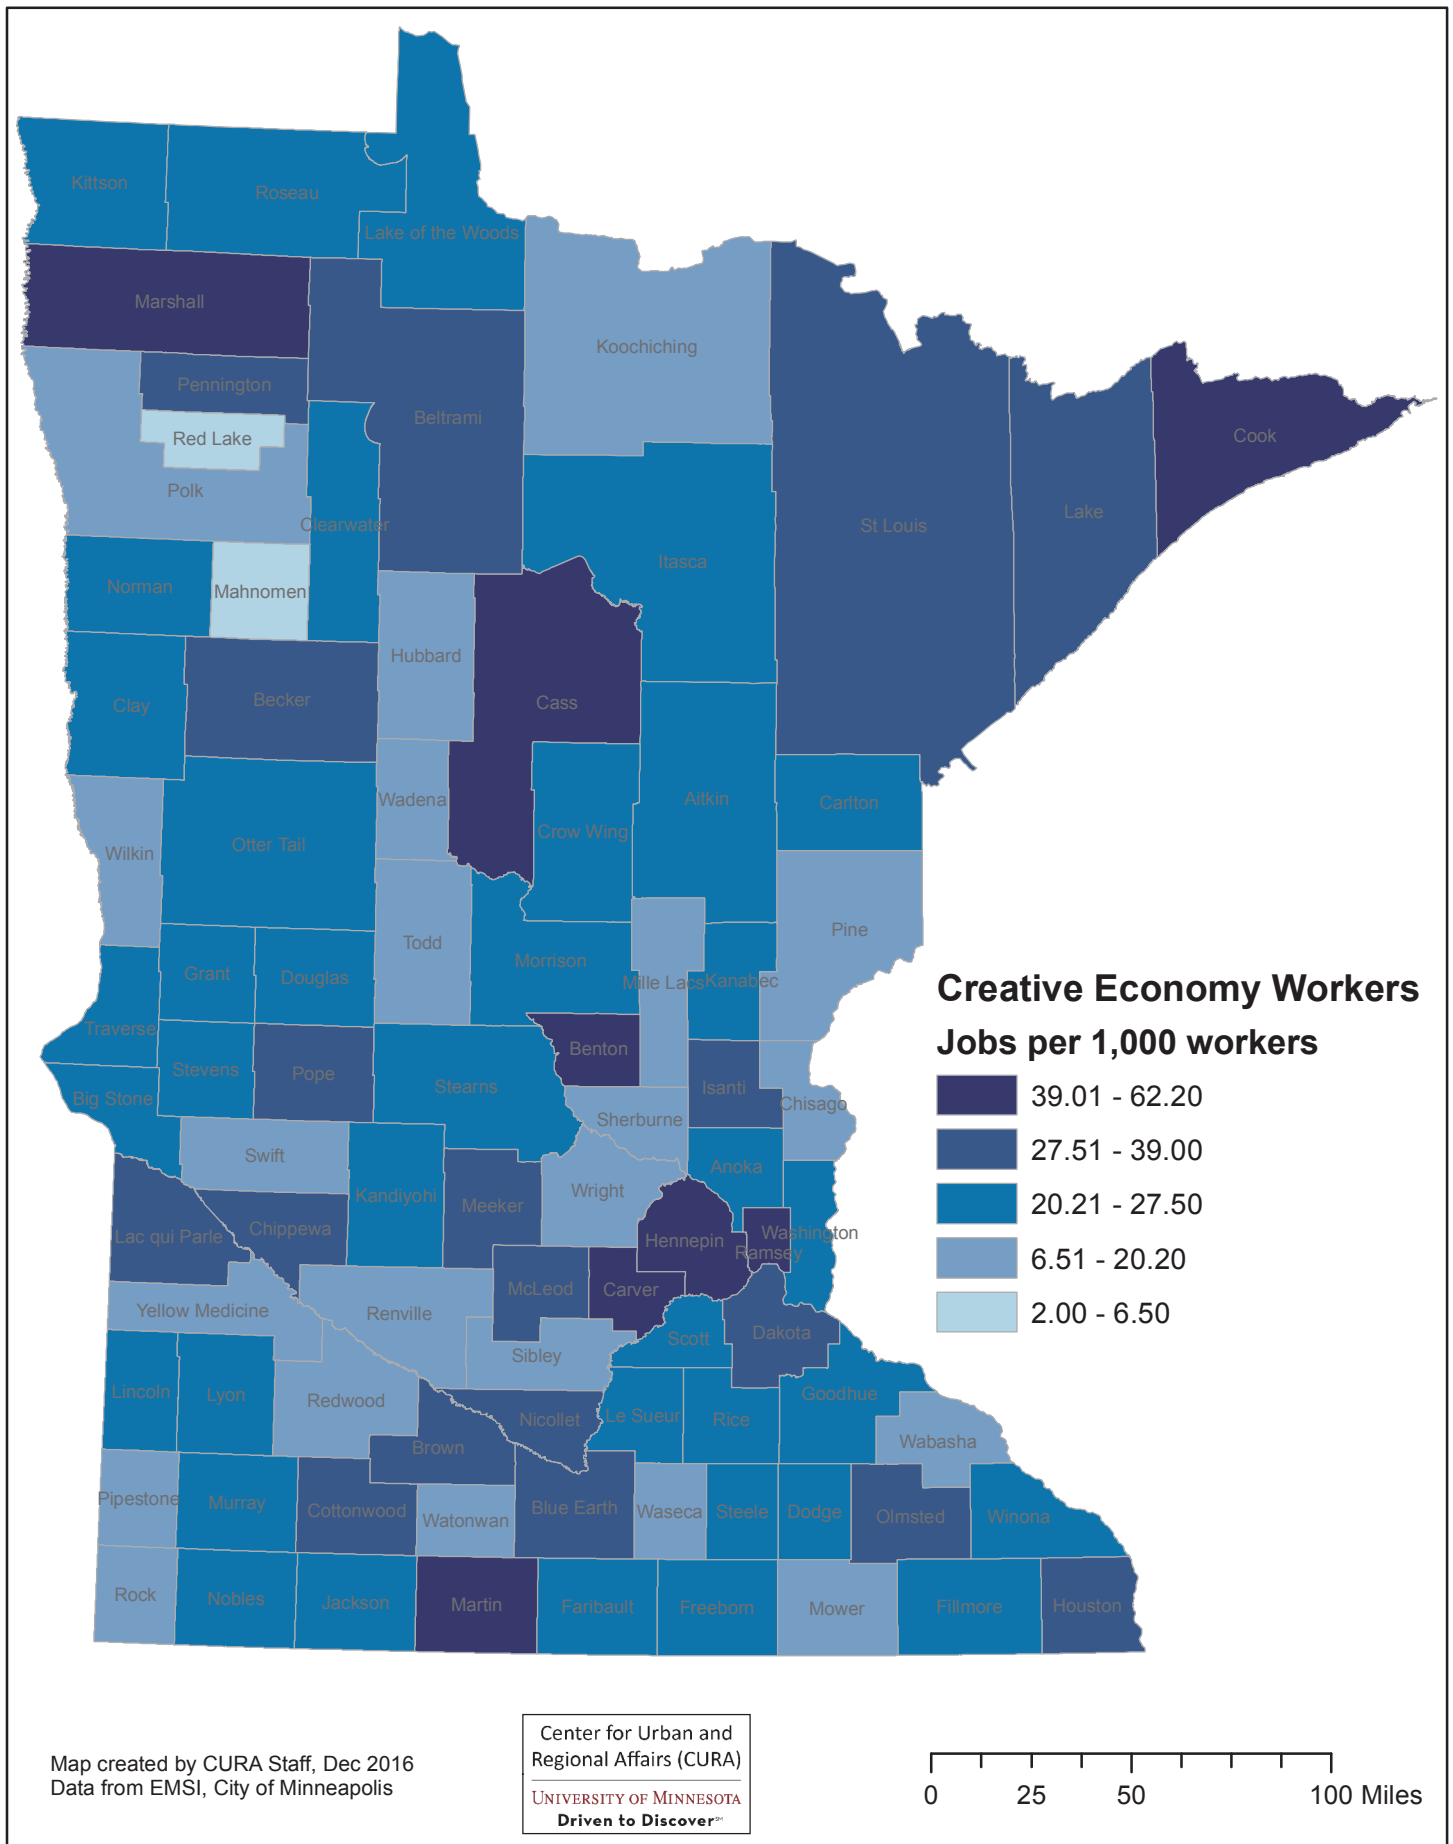 Kittson
Roseau
Lake of the Woods
Marshall
Koochiching
Pennington
Beltrami
Red Lake
Cook
Polk
Lake
Clearwater
St Louis
Itasca
Norman
Mahnomen
Hubbard
Becker
Cass
Clay
Wadena
Aitkin
Carlton
Crow Wing
Otter Tail
Wilkin
Pine
Todd
Morrison
Grant
Douglas
Mille Lacs
Kanabec
Traverse
Benton
Stevens
Pope
Stearns
Isanti
Big Stone
Chisago
Sherburne
Swift
Anoka
Kandiyohi
Wright
Meeker
Chippewa
Lac qui Parle
Hennepin
Washington
Ramsey
McLeod
Carver
Yellow Medicine
Renville
Dakota
Scott
Sibley
Lincoln
Lyon
Redwood
Goodhue
Nicollet
Le Sueur
Rice
Brown
Wabasha
Pipestone
Murray
Cottonwood
Blue Earth
Waseca
Steele
Dodge
Olmsted
Winona
Watonwan
Rock
Nobles
Jackson
Martin
Faribault
Freeborn
Mower
Fillmore
Houston
Creative Economy Workers
Jobs per 1,000 workers
39.01 - 62.20
27.51 - 39.00
20.21 - 27.50
6.51 - 20.20
2.00 - 6.50
Map created by CURA Staff, Dec 2016
Data from EMSI, City of Minneapolis
Center for Urban and
Regional Affairs (CURA)
UNIVERSITY OF MINNESOTA
Driven to Discover℠
0 25 50 100 Miles